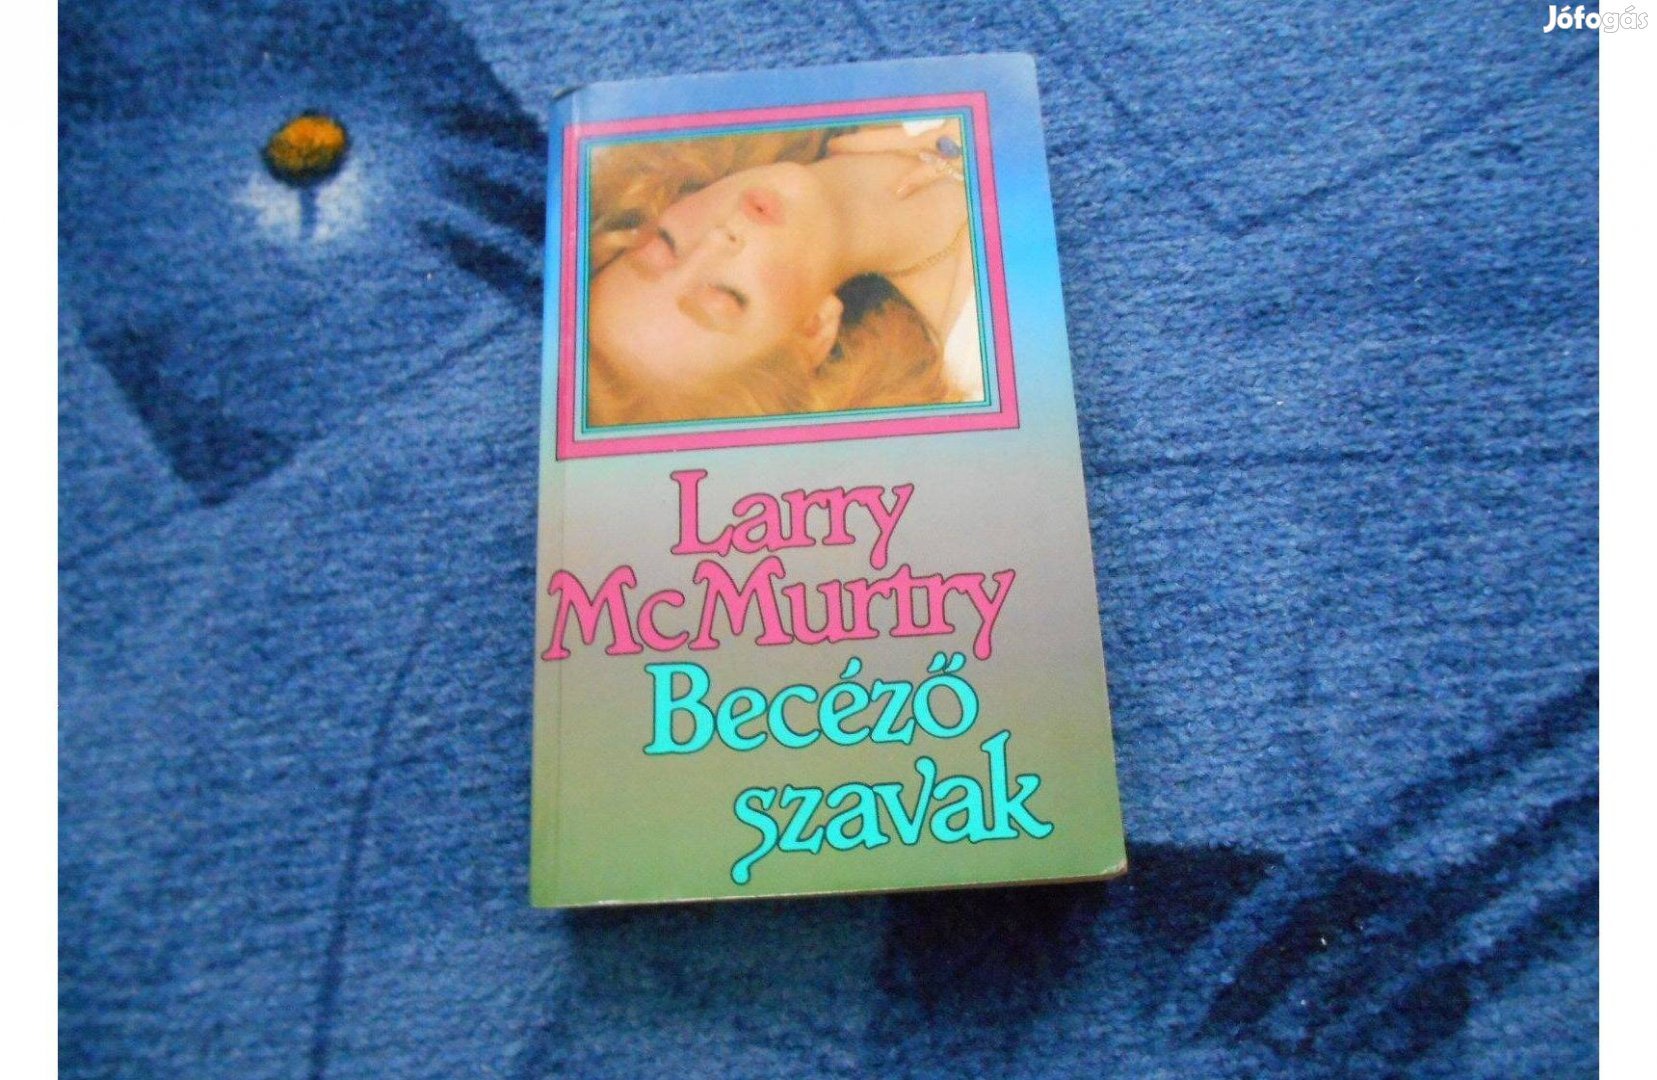 Jófogás
Larry
McMurtry
Becéző
szavak